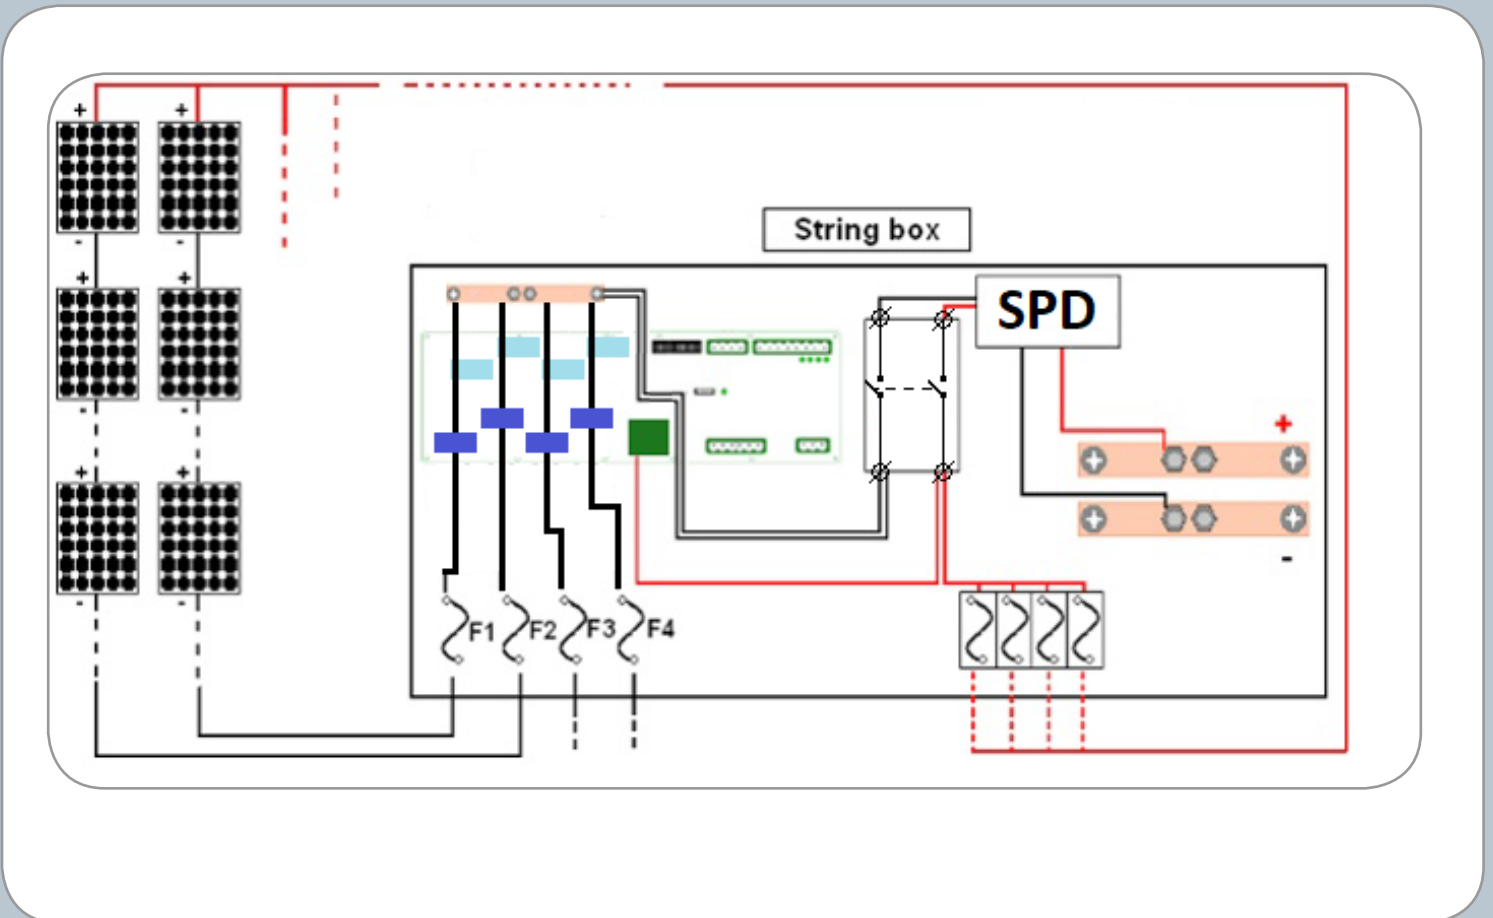 + +
- -
+ +
- -
+ +
- -
String box
SPD
+
-
F1 F2 F3 F4